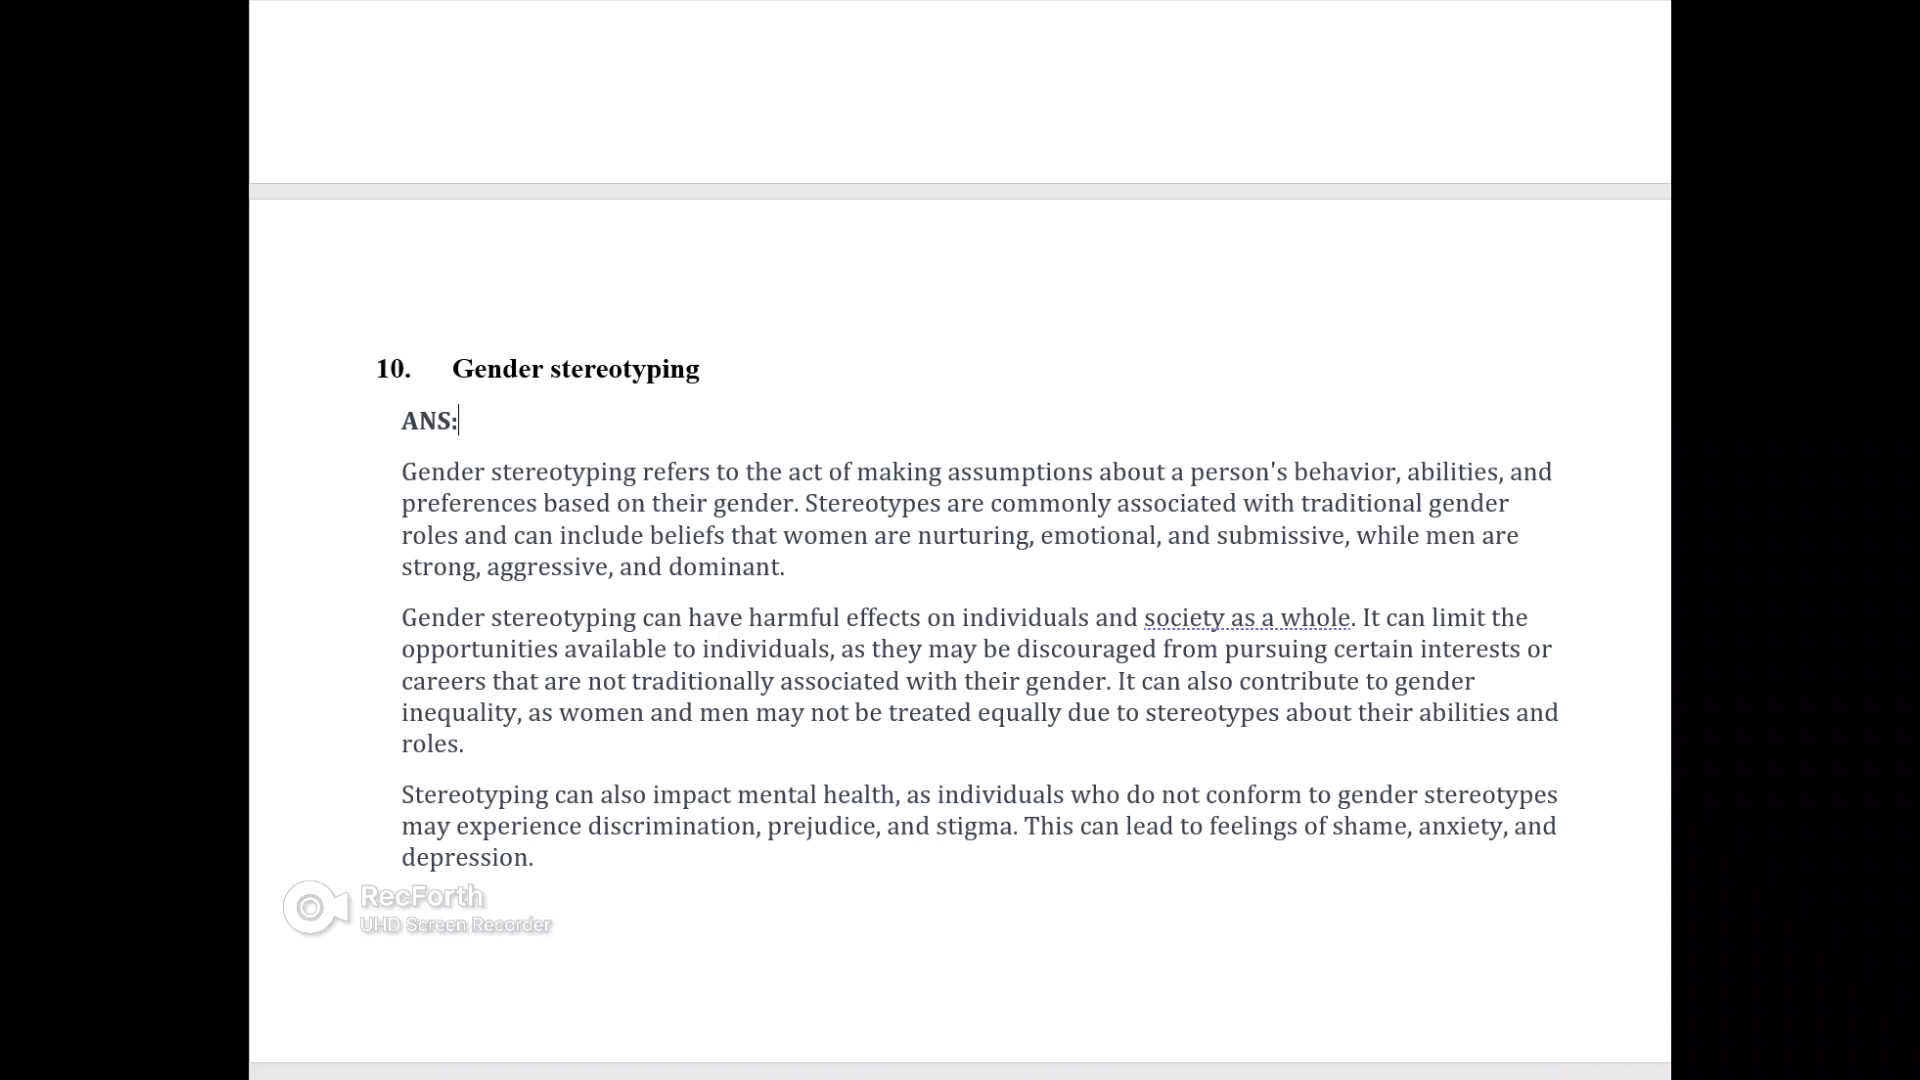 10. Gender stereotyping
ANS:
Gender stereotyping refers to the act of making assumptions about a person's behavior, abilities, and
preferences based on their gender. Stereotypes are commonly associated with traditional gender
roles and can include beliefs that women are nurturing, emotional, and submissive, while men are
strong, aggressive, and dominant.
Gender stereotyping can have harmful effects on individuals and society as a whole. It can limit the
opportunities available to individuals, as they may be discouraged from pursuing certain interests or
careers that are not traditionally associated with their gender. It can also contribute to gender
inequality, as women and men may not be treated equally due to stereotypes about their abilities and
roles.
Stereotyping can also impact mental health, as individuals who do not conform to gender stereotypes
may experience discrimination, prejudice, and stigma. This can lead to feelings of shame, anxiety, and
depression.
RecForth
UHD Screen Recorder